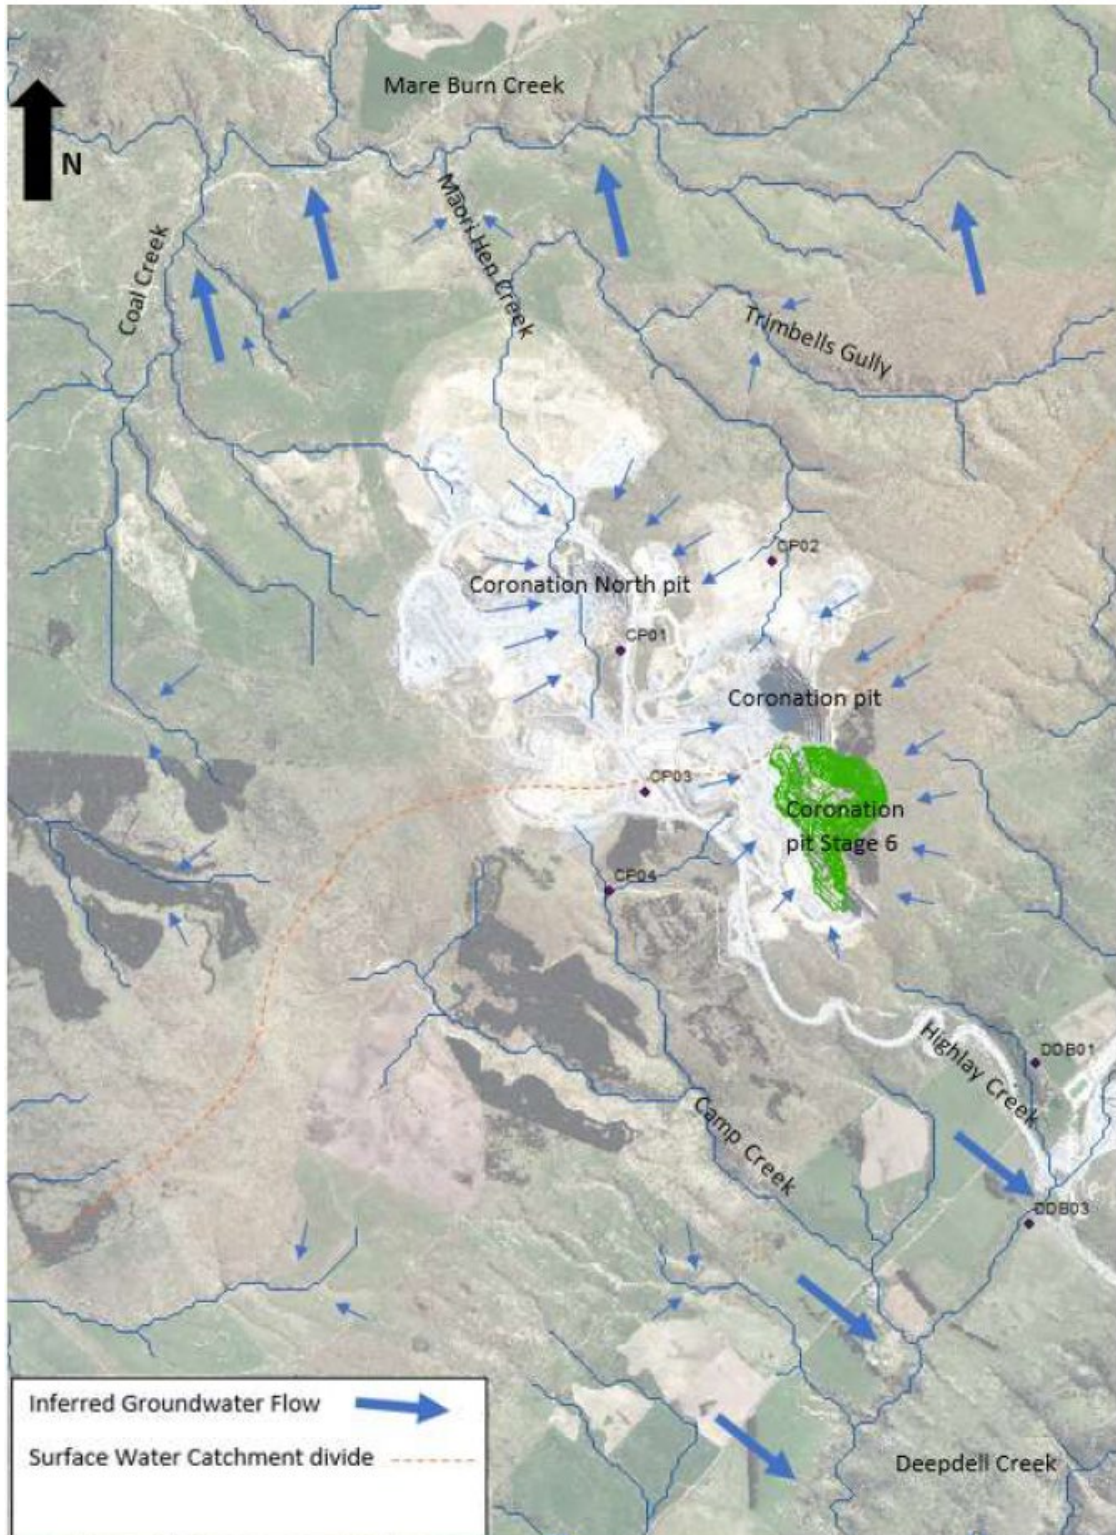 Mare Burn Creek
N
Maori Hen Creek
Coal Creek
Trimbells Gully
CP02
Coronation North pit
CP01
Coronation pit
CP03
Coronation
pit Stage 6
CP04
Highlay Creek
DDB01
Camp Creek
DDB03
Inferred Groundwater Flow
Surface Water Catchment divide
Deepdell Creek